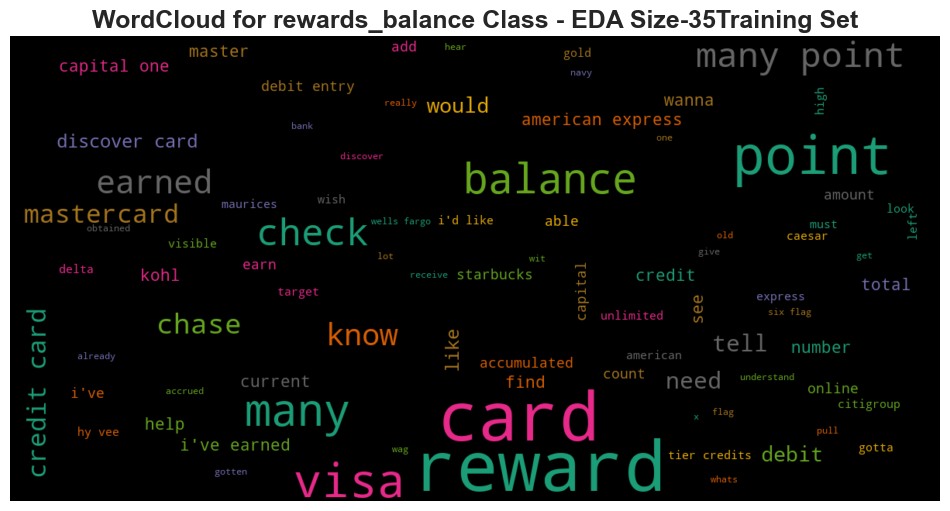 WordCloud for rewards_balance Class - EDA Size-35Training Set
master
add
hear
gold
many point
capital one
navy
debit entry
really
would
wanna
high
american express
bank
one
discover card
discover
point
earned
balance
amount
wish
maurices
mastercard
look
obtained
check
wells fargo
i'd like
able
must
left
visible
old
caesar
lot
give
get
delta
kohl
earn
receive
wit
starbucks
capital
credit
total
target
express
see
unlimited
six flag
chase
know
like
tell
number
credit card
already
accumulated
american
find
count
need
understand
current
online
i've
accrued
many
card
citigroup
x
flag
help
hy vee
pull
i've earned
wag
tier credits
debit
gotta
gotten
visa
reward
whats